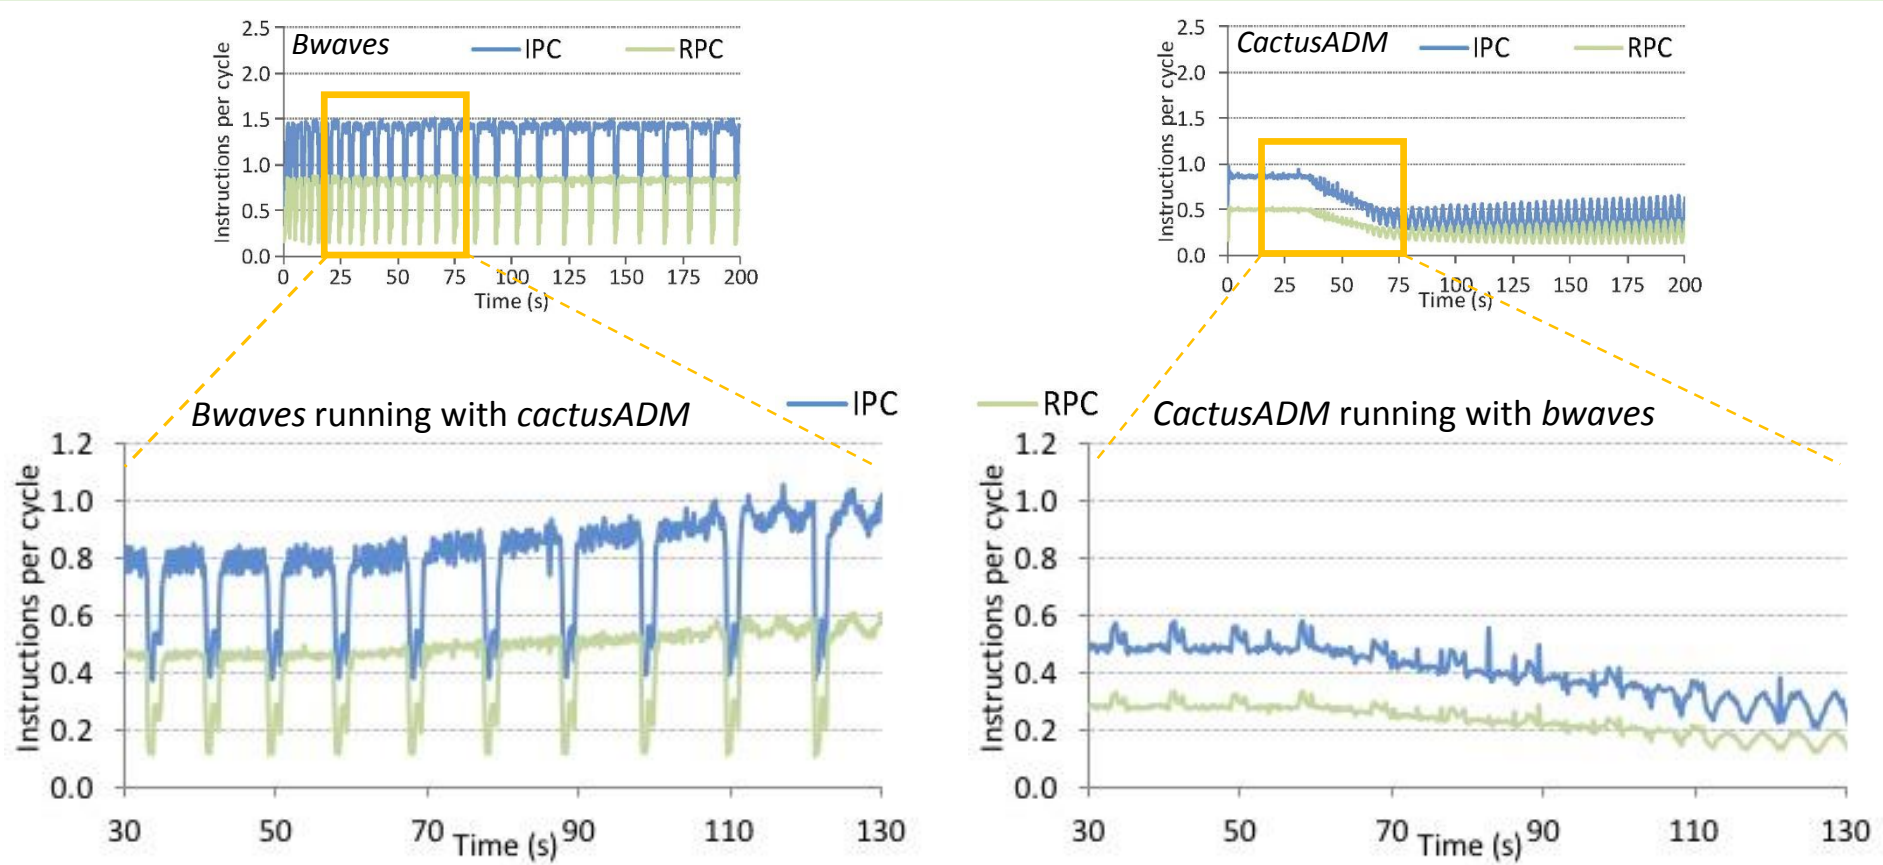 Bwaves
IPC
RPC
Instructions per cycle
2.5
2.0
1.5
1.0
0.5
0.0
0 25 50 75 100 125 150 175 200
Time (s)
CactusADM
IPC
RPC
Instructions per cycle
2.5
2.0
1.5
1.0
0.5
0.0
0 25 50 75 100 125 150 175 200
Time (s)
IPC
RPC
Bwaves running with cactusADM
Instructions per cycle
1.2
1.0
0.8
0.6
0.4
0.2
0.0
30 50 70 90 110 130
Time (s)
CactusADM running with bwaves
Instructions per cycle
1.2
1.0
0.8
0.6
0.4
0.2
0.0
30 50 70 90 110 130
Time (s)